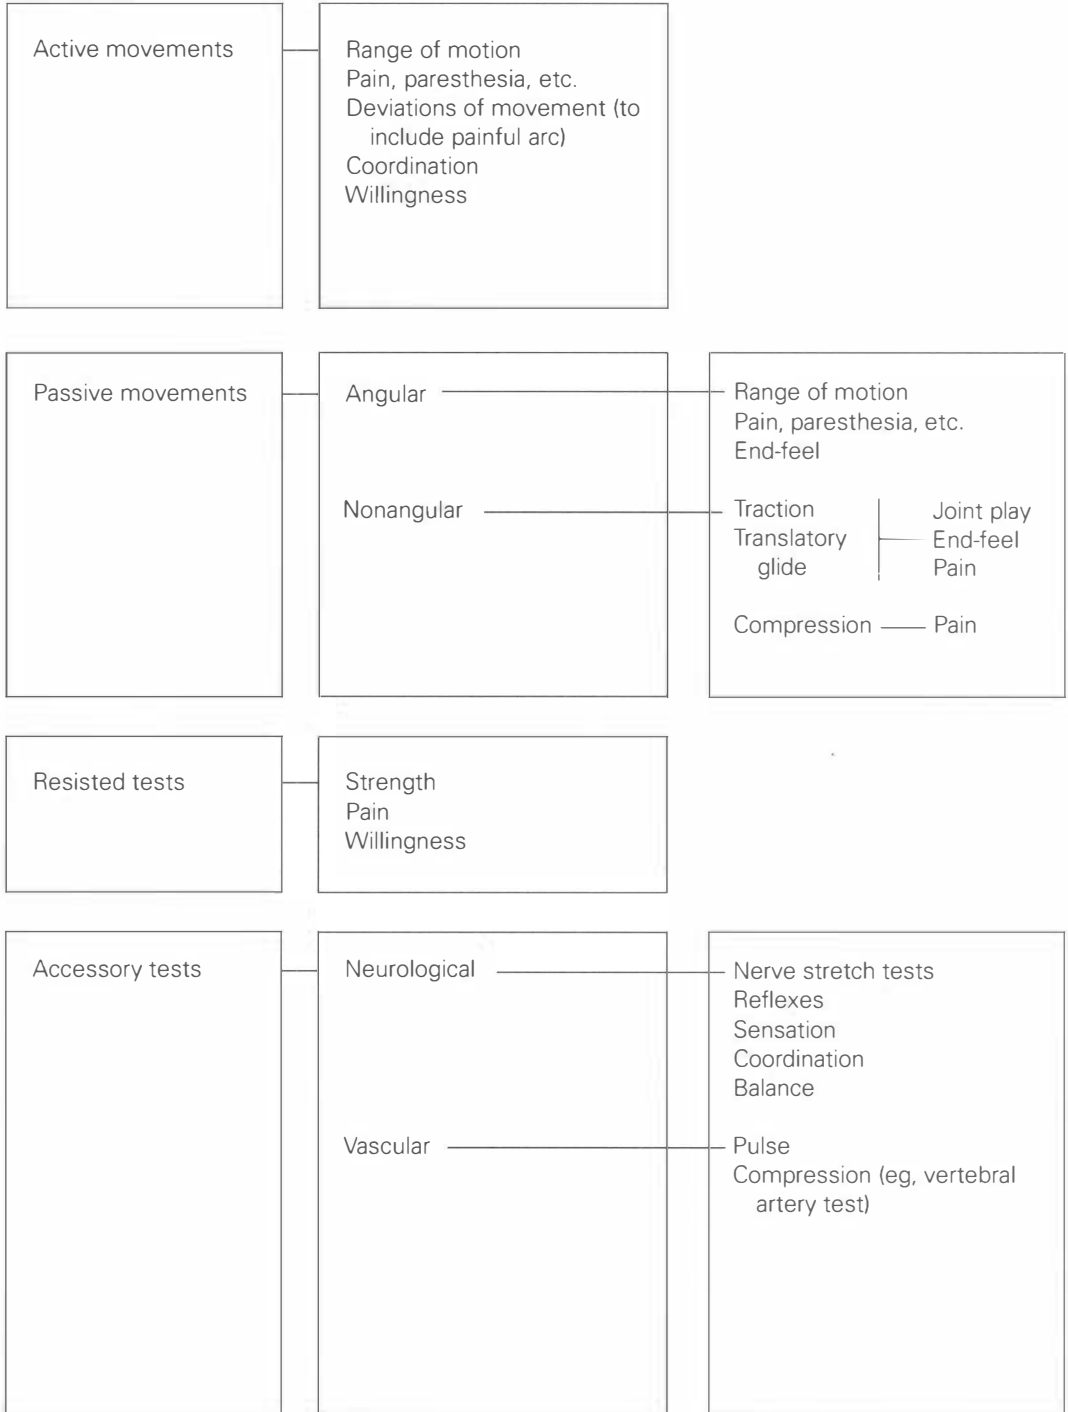 Active movements
Range of motion
Pain, paresthesia, etc.
Deviations of movement (to
include painful arc)
Coordination
Willingness
Passive movements
Angular
Range of motion
Pain, paresthesia, etc.
End-feel
Nonangular
Traction
Translatory
glide
Joint play
End-feel
Pain
Compression
Pain
Resisted tests
Strength
Pain
Willingness
Accessory tests
Neurological
Nerve stretch tests
Reflexes
Sensation
Coordination
Balance
Vascular
Pulse
Compression (eg, vertebral
artery test)